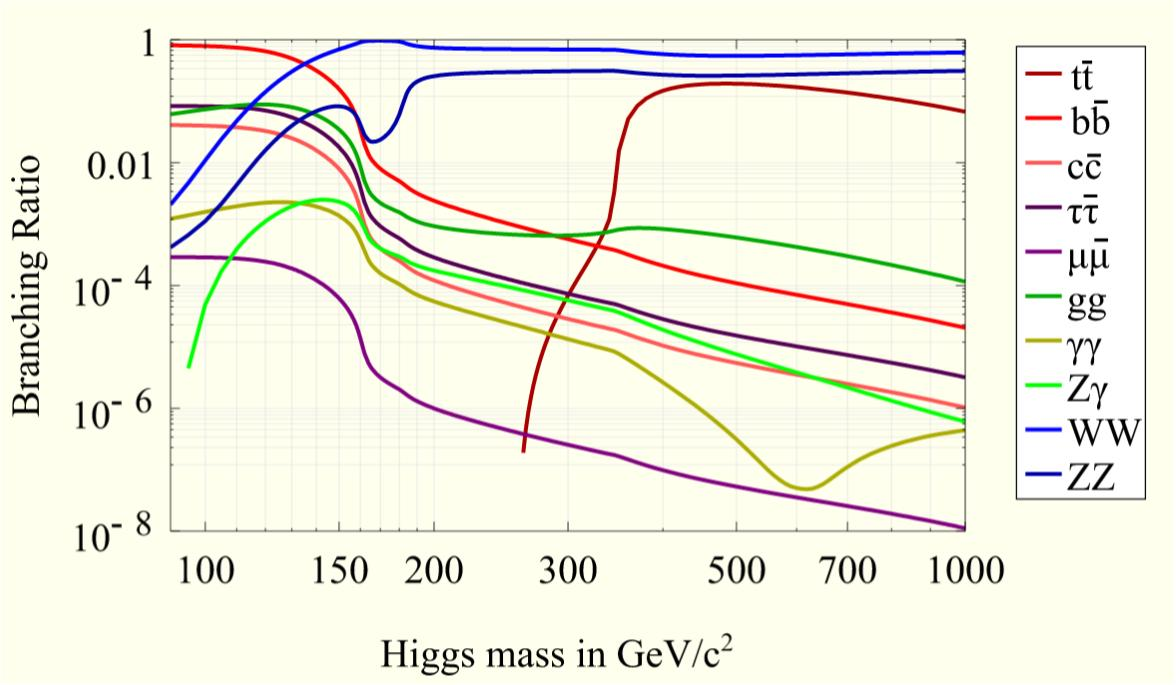 Branching Ratio
1
0.01
10⁻⁴
10⁻⁶
10⁻⁸
100 150 200 300 500 700 1000
Higgs mass in GeV/c²
tt̄
bb̄
cc̄
ττ̄
μμ̄
gg
γγ
Zγ
WW
ZZ